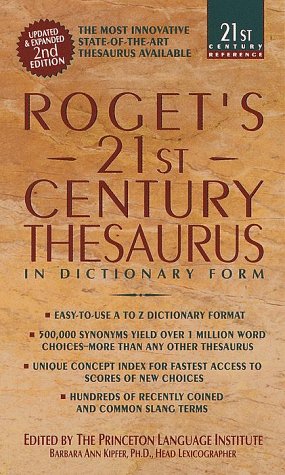 UPDATED
& EXPANDED
2nd
EDITION
THE MOST INNOVATIVE
STATE-OF-THE-ART
THESAURUS AVAILABLE
21ST
CENTURY
REFERENCE
ROGET'S
21ST
CENTURY
THESAURUS
IN DICTIONARY FORM
EASY-TO-USE A TO Z DICTIONARY FORMAT
500,000 SYNONYMS YIELD OVER 1 MILLION WORD
CHOICES–MORE THAN ANY OTHER THESAURUS
UNIQUE CONCEPT INDEX FOR FASTEST ACCESS TO
SCORES OF NEW CHOICES
HUNDREDS OF RECENTLY COINED
AND COMMON SLANG TERMS
EDITED BY THE PRINCETON LANGUAGE INSTITUTE
BARBARA ANN KIPFER, PH.D., HEAD LEXICOGRAPHER